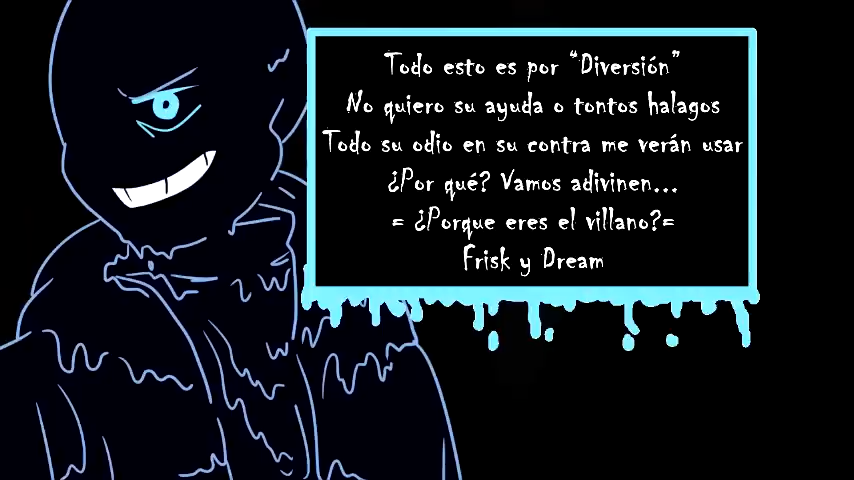 Todo esto es por “Diversión”
No quiero su ayuda o tontos halagos
Todo su odio en su contra me verán usar
¿Por qué? Vamos adivinen...
= ¿Porque eres el villano?=
Frisk y Dream